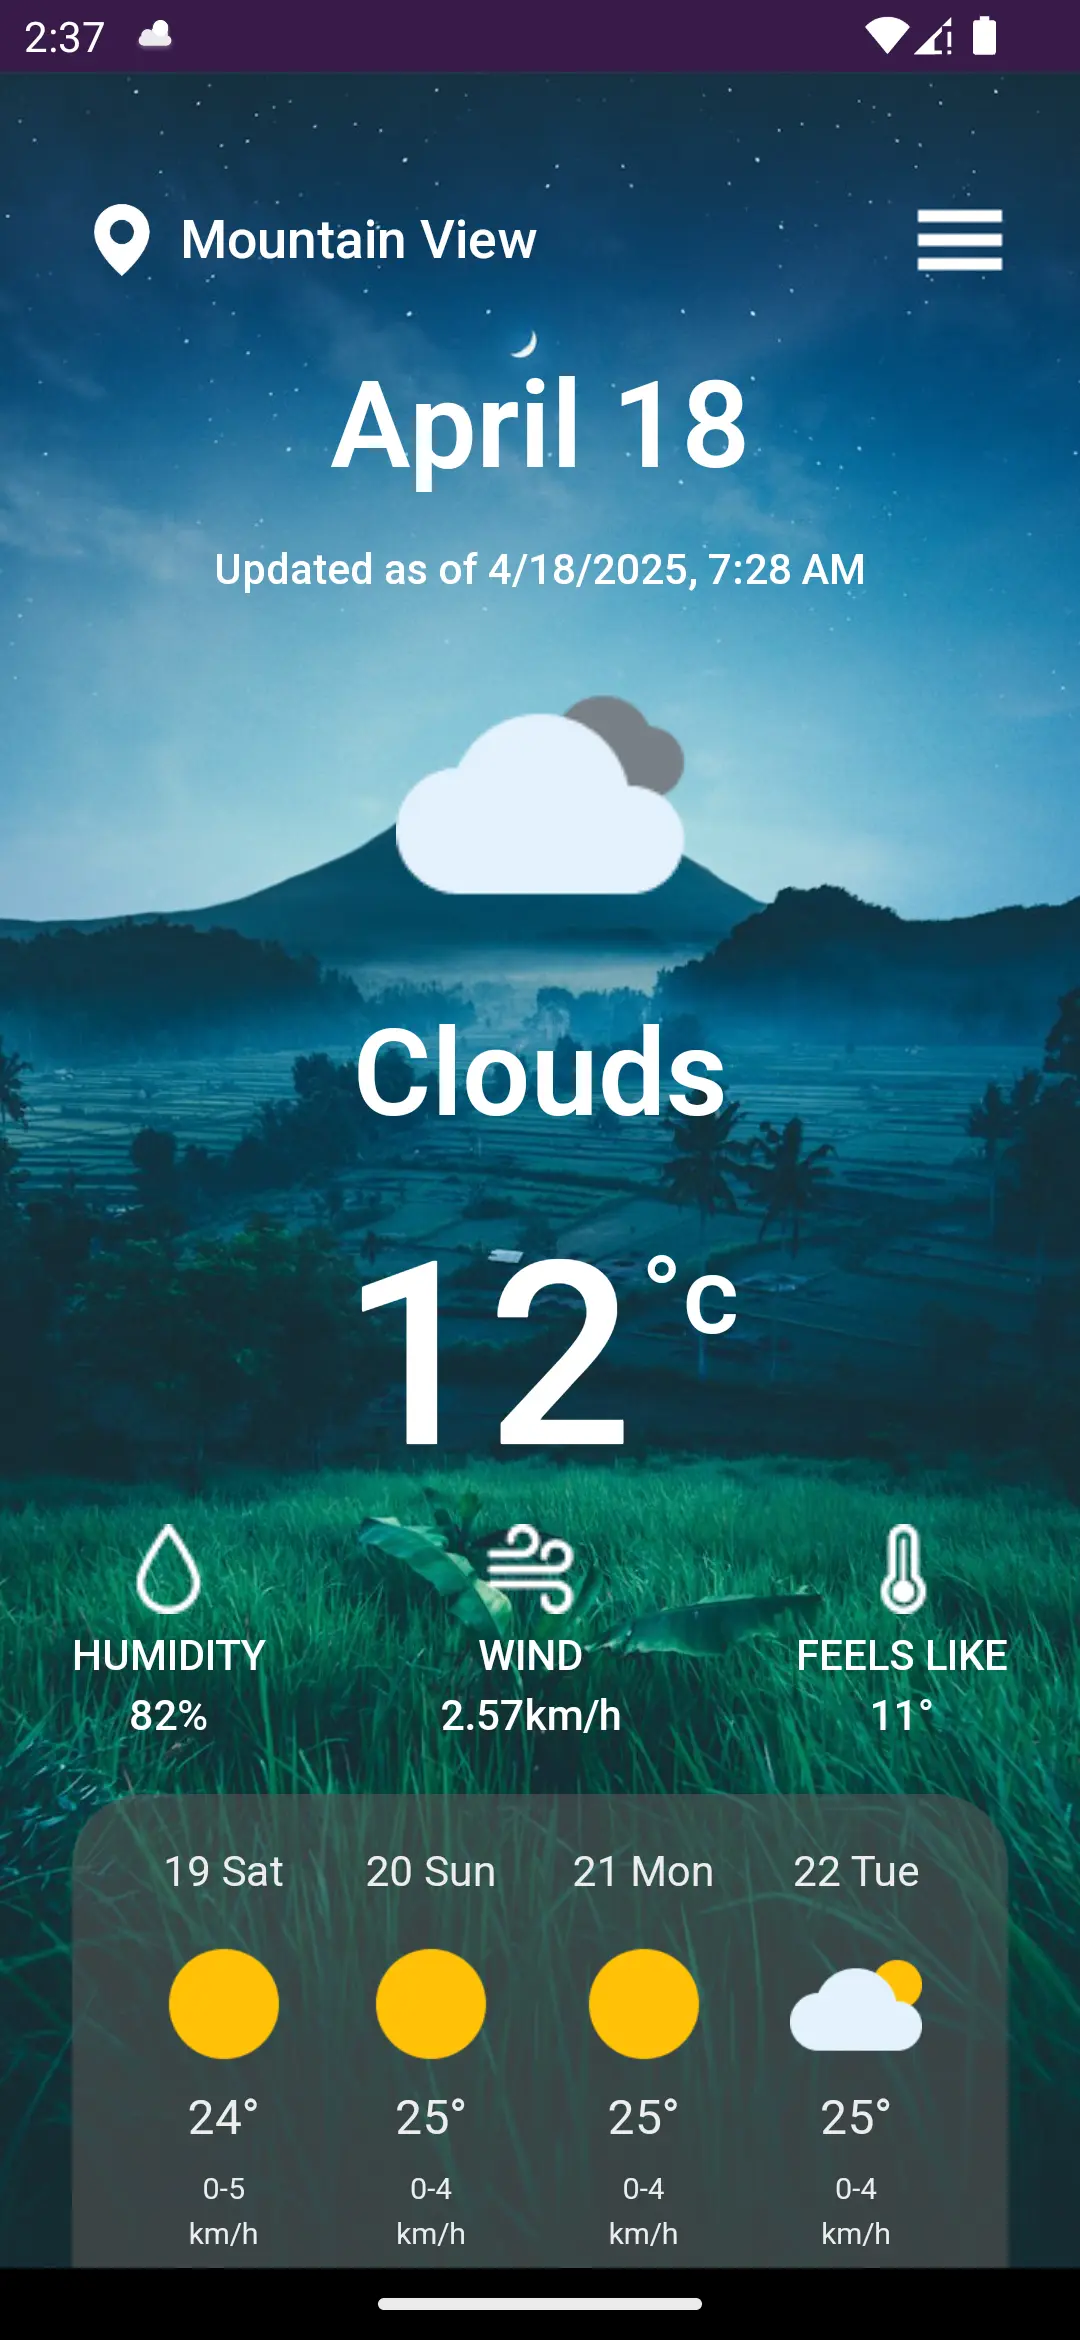 2:37
Mountain View
April 18
Updated as of 4/18/2025, 7:28 AM
Clouds
12°C
HUMIDITY WIND FEELS LIKE
82% 2.57km/h 11°
19 Sat 20 Sun 21 Mon 22 Tue
24° 25° 25° 25°
0-5 0-4 0-4 0-4
km/h km/h km/h km/h